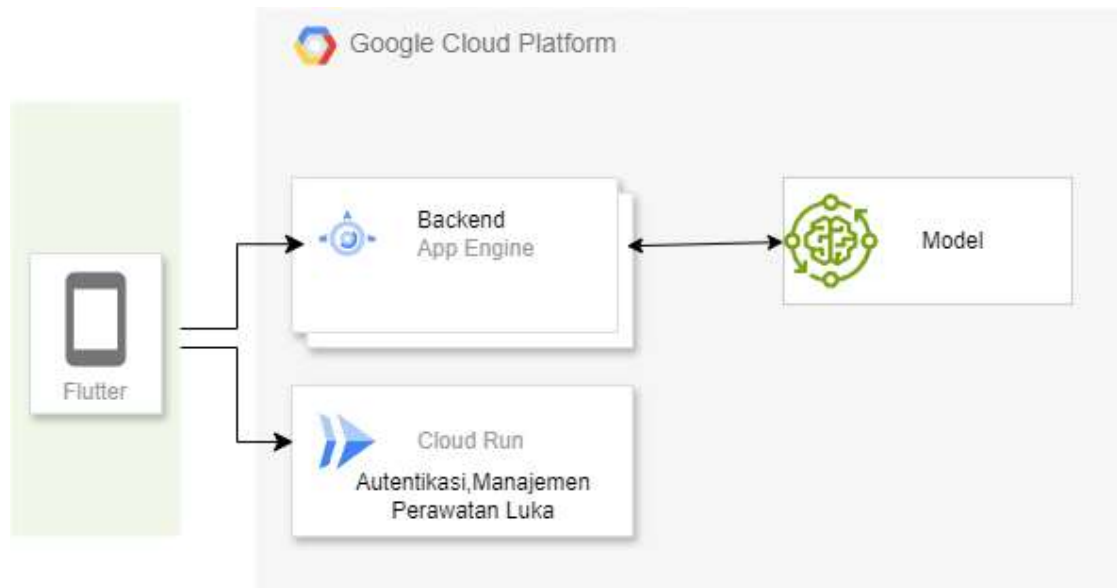 Google Cloud Platform
Backend
App Engine
Model
Flutter
Cloud Run
Autentikasi,Manajemen
Perawatan Luka